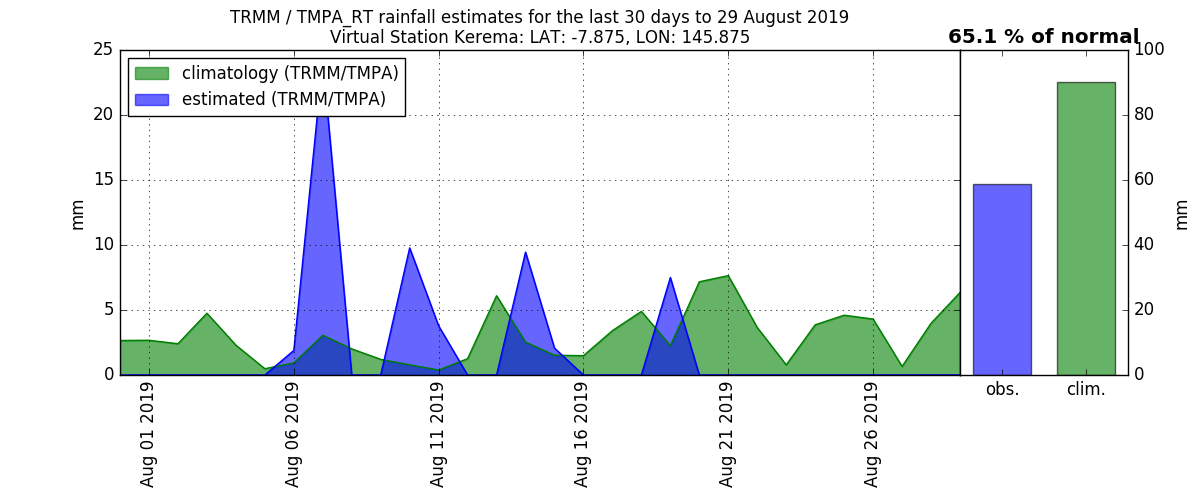 TRMM / TMPA_RT rainfall estimates for the last 30 days to 29 August 2019
Virtual Station Kerema: LAT: -7.875, LON: 145.875
65.1 % of normal
25
20
15
10
5
0
mm
climatology (TRMM/TMPA)
estimated (TRMM/TMPA)
100
80
60
40
20
0
mm
obs.
clim.
Aug 01 2019
Aug 06 2019
Aug 11 2019
Aug 16 2019
Aug 21 2019
Aug 26 2019